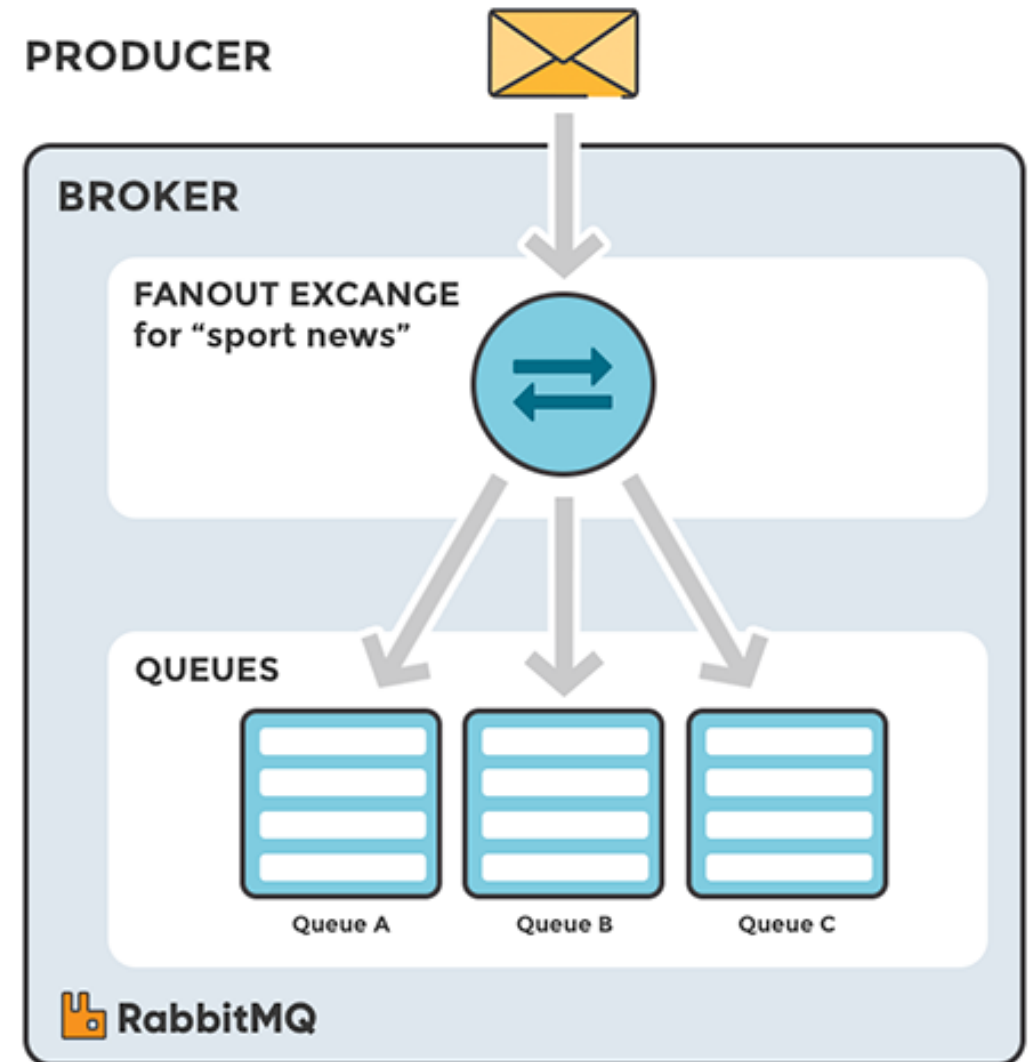 PRODUCER
BROKER
FANOUT EXCANGE
for “sport news”
QUEUES
Queue A
Queue B
Queue C
RabbitMQ